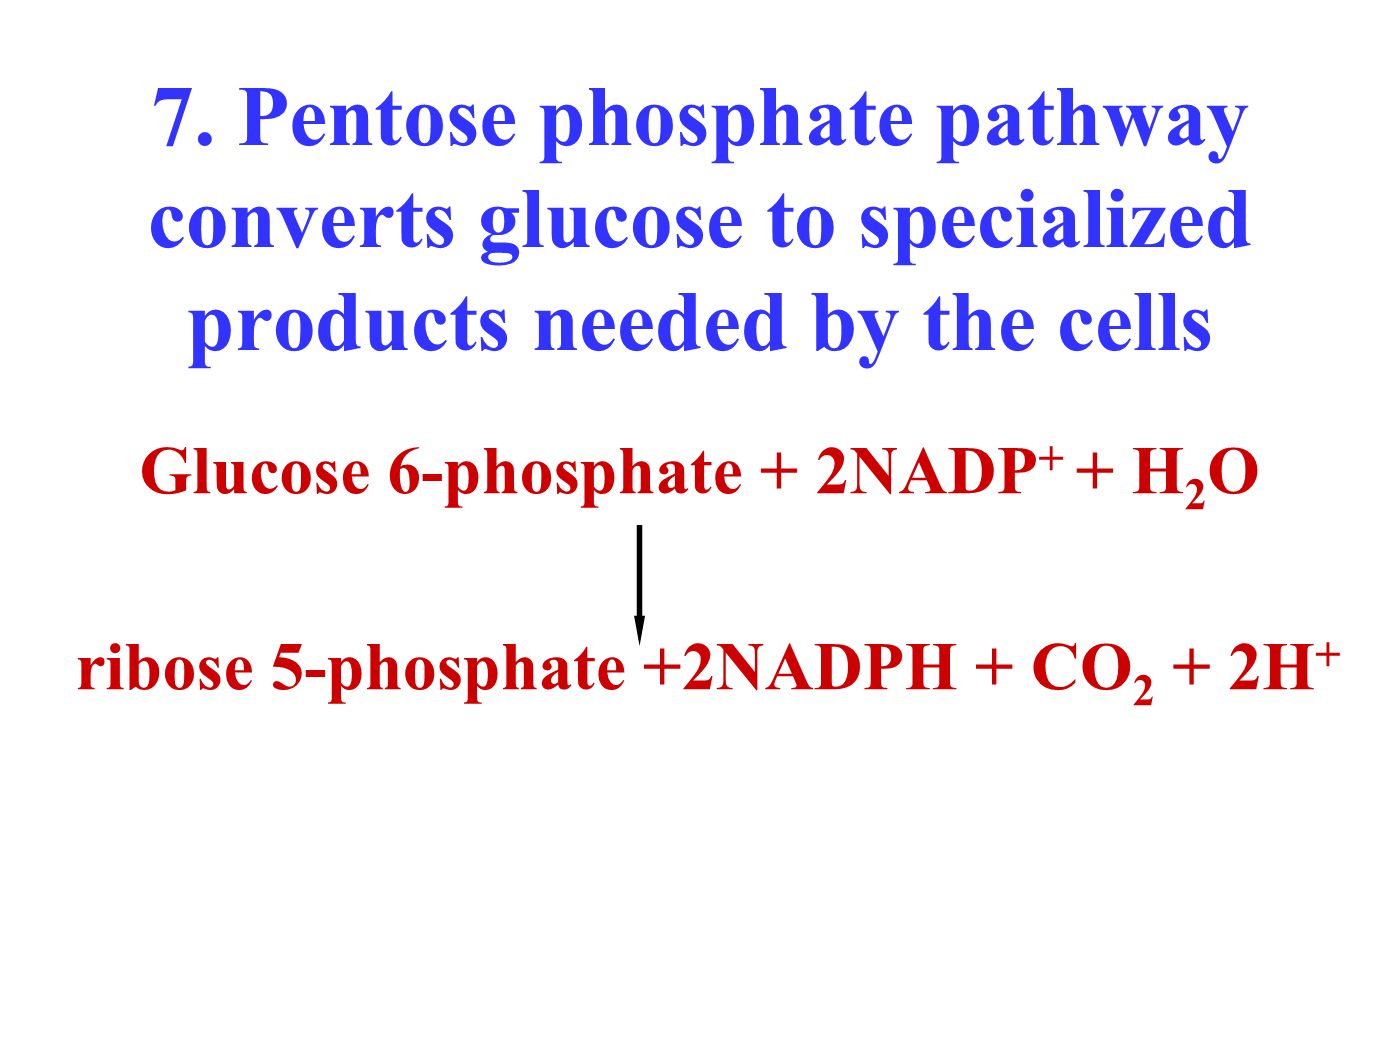 7. Pentose phosphate pathway
converts glucose to specialized
products needed by the cells
Glucose 6-phosphate + 2NADP⁺ + H₂O
ribose 5-phosphate +2NADPH + CO₂ + 2H⁺